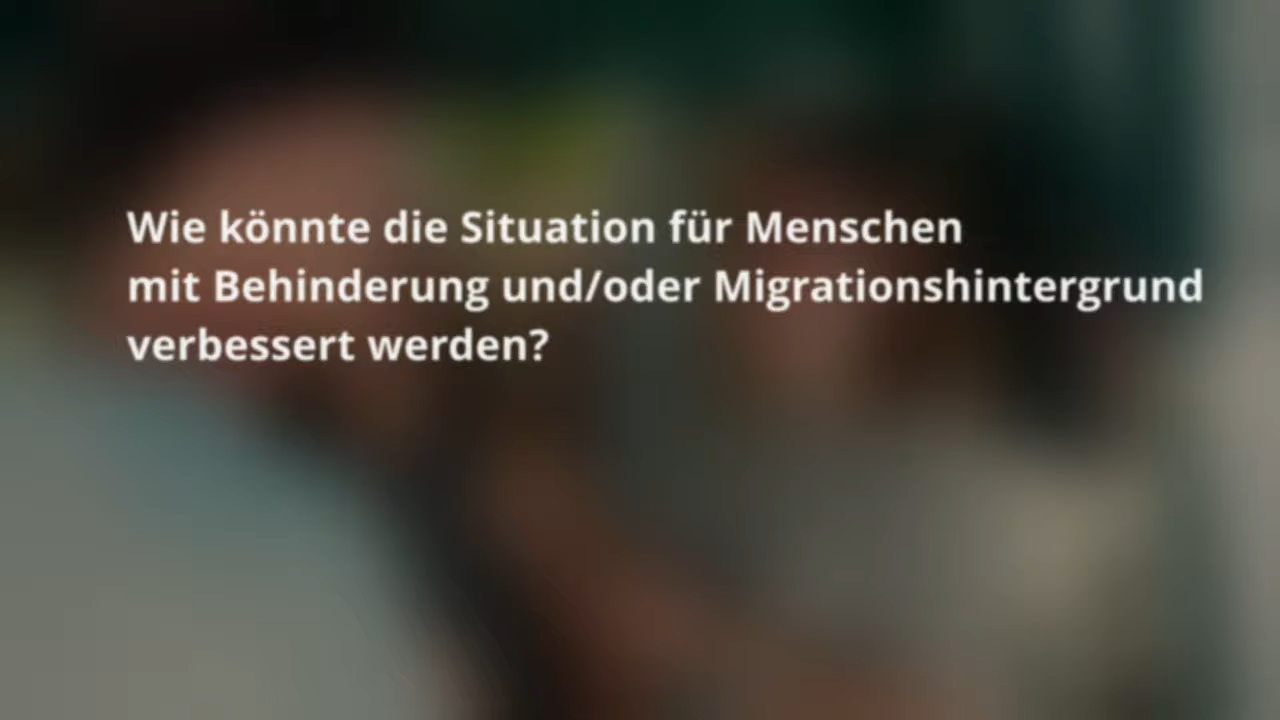 Wie könnte die Situation für Menschen
mit Behinderung und/oder Migrationshintergrund
verbessert werden?